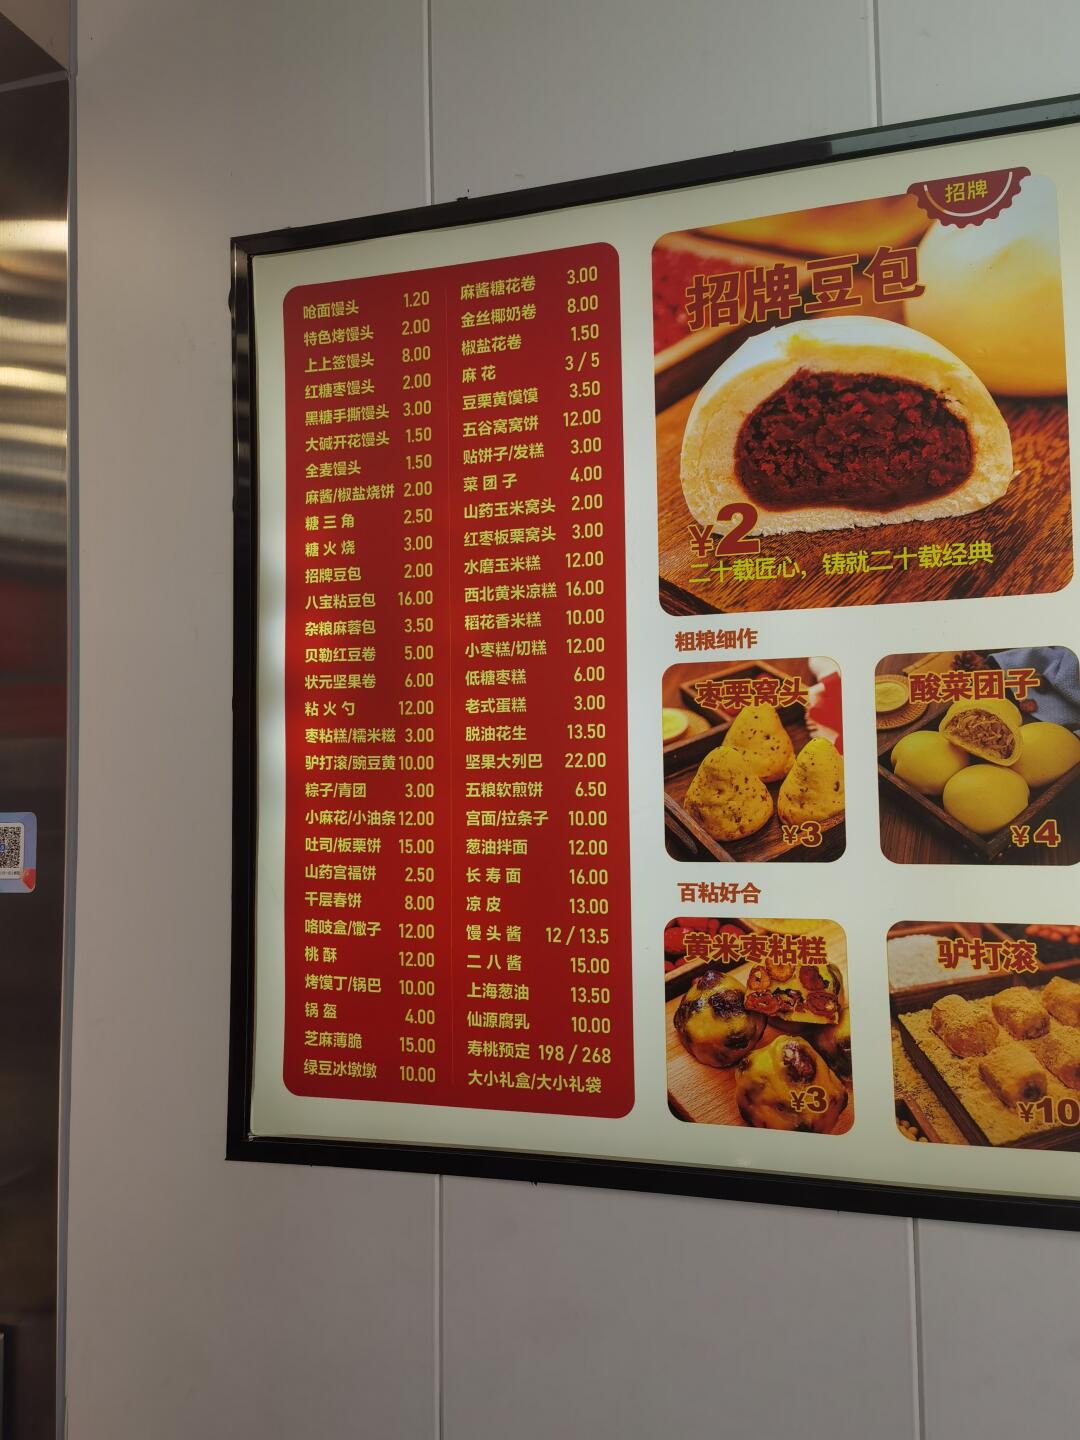 呛面馒头 1.20
特色烤馒头 2.00
上上签馒头 8.00
红糖枣馒头 2.00
黑糖手撕馒头 3.00
大碱开花馒头 1.50
全麦馒头 1.50
麻酱/椒盐烧饼 2.00
糖三角 2.50
糖火烧 3.00
招牌豆包 2.00
八宝粘豆包 16.00
杂粮麻蓉包 3.50
贝勒红豆卷 5.00
状元坚果卷 6.00
粘火勺 12.00
枣粘糕/糯米糍 3.00
驴打滚/豌豆黄 10.00
粽子/青团 3.00
小麻花/小油条 12.00
吐司/板栗饼 15.00
山药宫福饼 2.50
千层春饼 8.00
咯吱盒/馓子 12.00
桃酥 12.00
烤馍丁/锅巴 10.00
锅盔 4.00
芝麻薄脆 15.00
绿豆冰墩墩 10.00
麻酱糖花卷 3.00
金丝椰奶卷 8.00
椒盐花卷 1.50
麻花 3 / 5
豆栗黄馍馍 3.50
五谷窝窝饼 12.00
贴饼子/发糕 3.00
菜团子 4.00
山药玉米窝头 2.00
红枣板栗窝头 3.00
水磨玉米糕 12.00
西北黄米凉糕 16.00
稻花香米糕 10.00
小枣糕/切糕 12.00
低糖枣糕 6.00
老式蛋糕 3.00
脱油花生 13.50
坚果大列巴 22.00
五粮软煎饼 6.50
宫面/拉条子 10.00
葱油拌面 12.00
长寿面 16.00
凉皮 13.00
馒头酱 12 / 13.5
二八酱 15.00
上海葱油 13.50
仙源腐乳 10.00
寿桃预定 198 / 268
大小礼盒/大小礼袋
招牌
招牌豆包
¥2
二十载匠心，铸就二十载经典
粗粮细作
枣栗窝头
¥3
酸菜团子
¥4
百粘好合
黄米枣粘糕
¥3
驴打滚
¥10